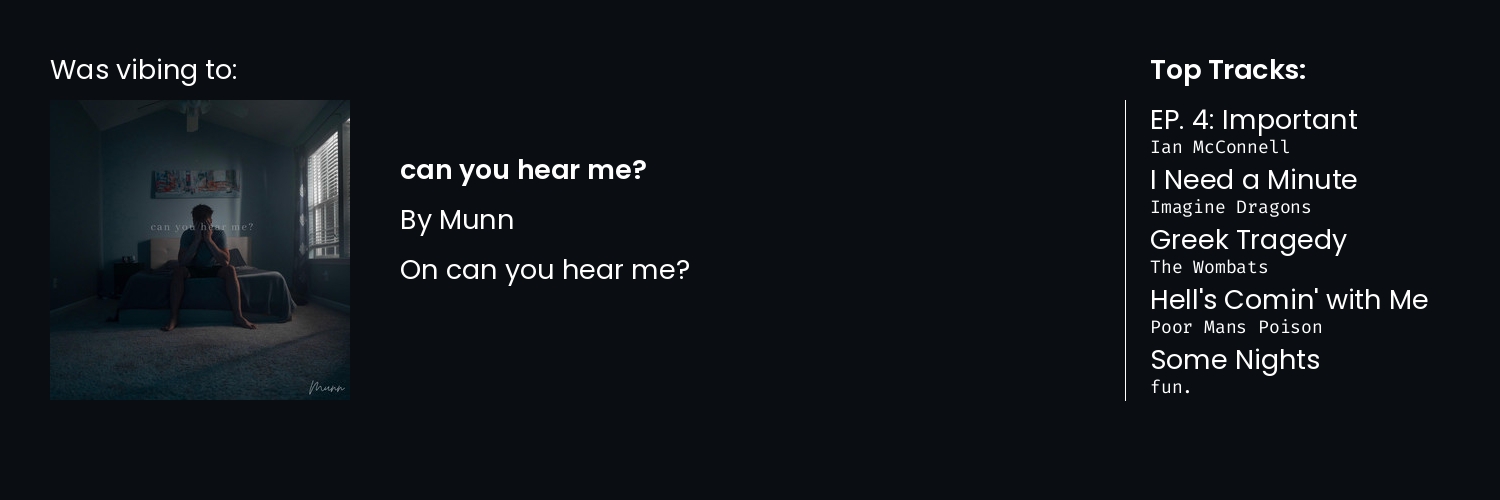 Was vibing to:
can you hear me?
Munn
can you hear me?
By Munn
On can you hear me?
Top Tracks:
EP. 4: Important
Ian McConnell
I Need a Minute
Imagine Dragons
Greek Tragedy
The Wombats
Hell's Comin' with Me
Poor Mans Poison
Some Nights
fun.